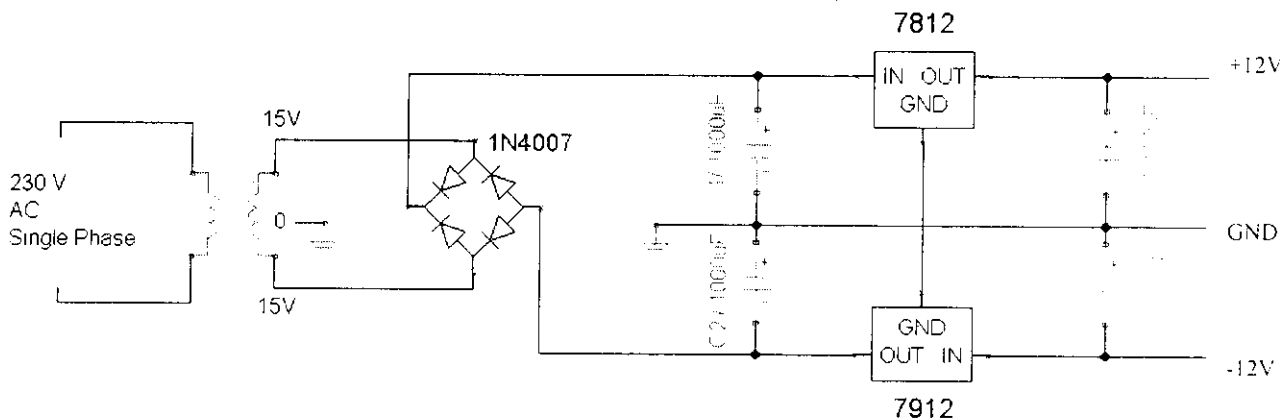 7812
+12V
IN OUT
GND
15V
1N4007
230 V
AC
Single Phase
0
GND
15V
GND
OUT IN
-12V
7912